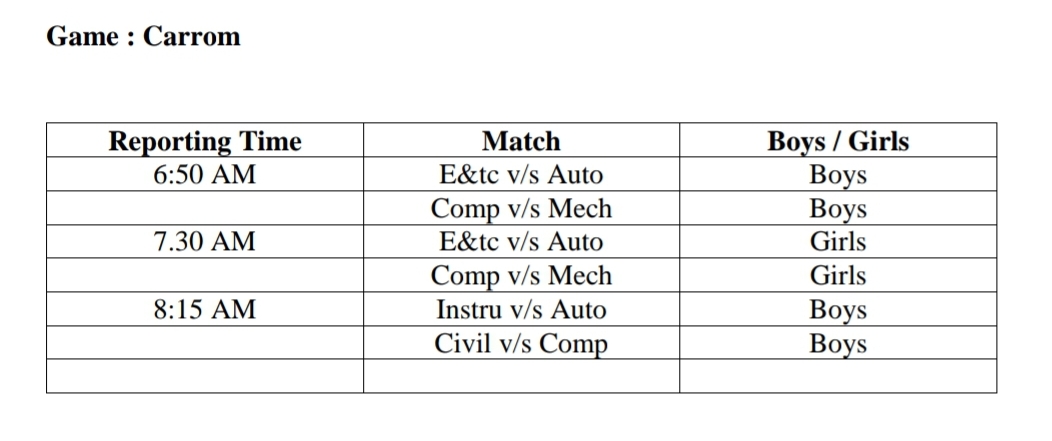 Game : Carrom
Reporting Time Match Boys / Girls
6:50 AM E&tc v/s Auto Boys
Comp v/s Mech Boys
7.30 AM E&tc v/s Auto Girls
Comp v/s Mech Girls
8:15 AM Instru v/s Auto Boys
Civil v/s Comp Boys